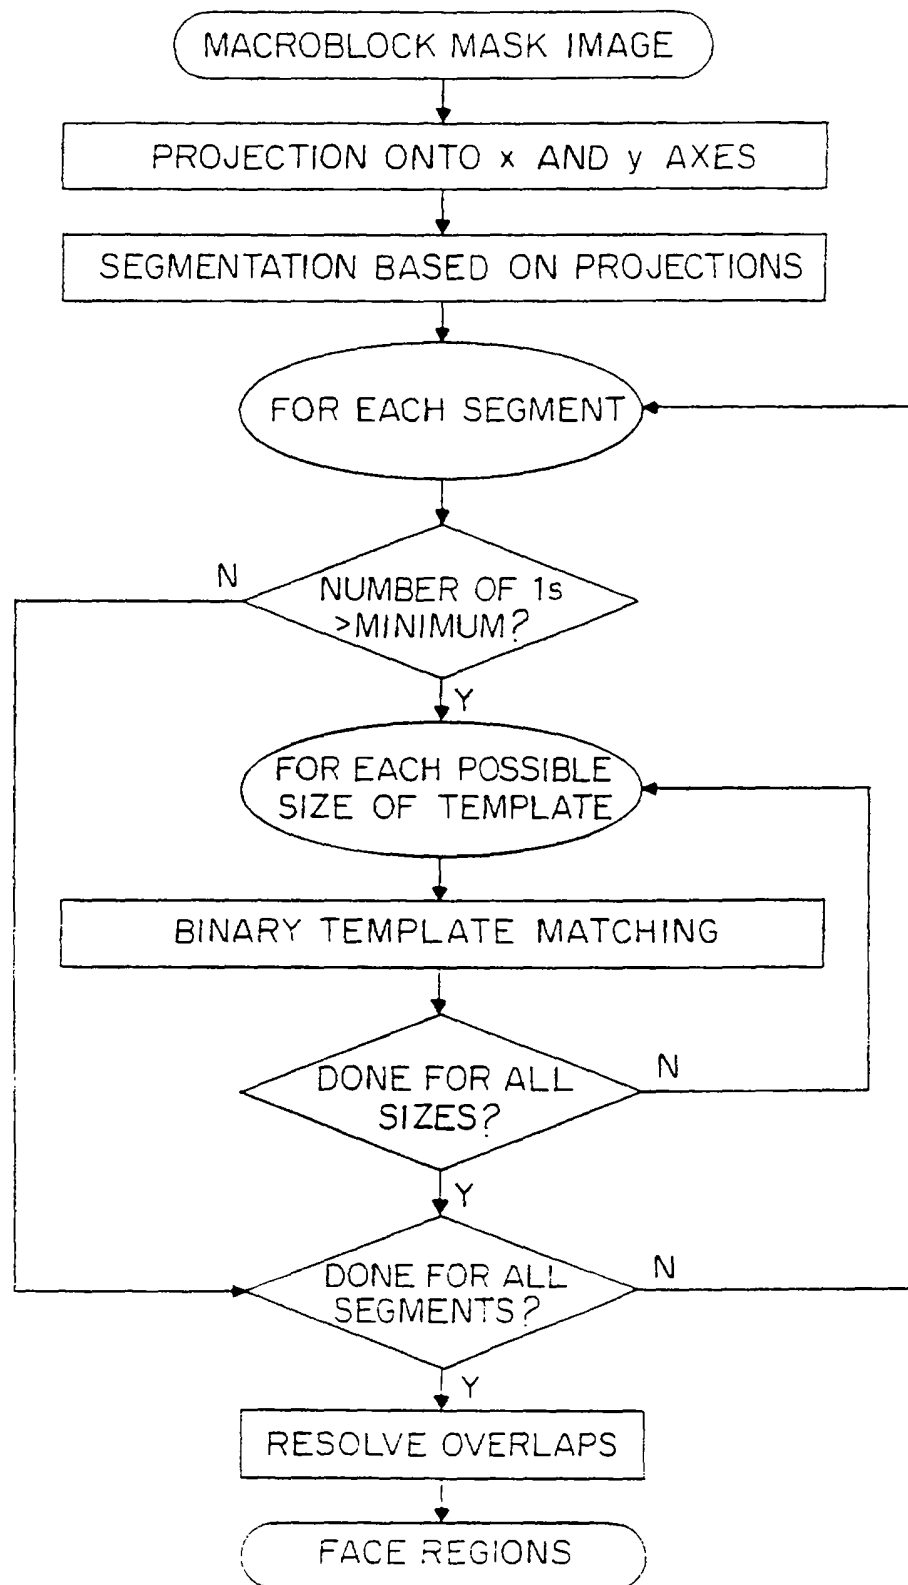 MACROBLOCK MASK IMAGE
PROJECTION ONTO x AND y AXES
SEGMENTATION BASED ON PROJECTIONS
FOR EACH SEGMENT
N
NUMBER OF 1s
>MINIMUM?
Y
FOR EACH POSSIBLE
SIZE OF TEMPLATE
BINARY TEMPLATE MATCHING
DONE FOR ALL
SIZES?
N
Y
DONE FOR ALL
SEGMENTS?
N
Y
RESOLVE OVERLAPS
FACE REGIONS